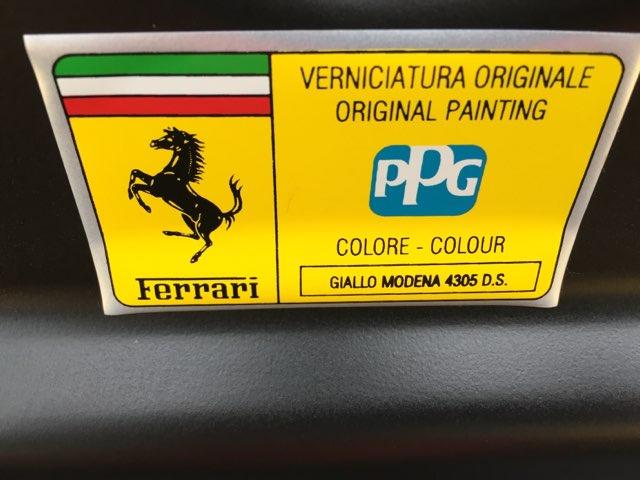 VERNICIATURA ORIGINALE
ORIGINAL PAINTING
PPG
COLORE - COLOUR
GIALLO MODENA 4305 D.S.
Ferrari